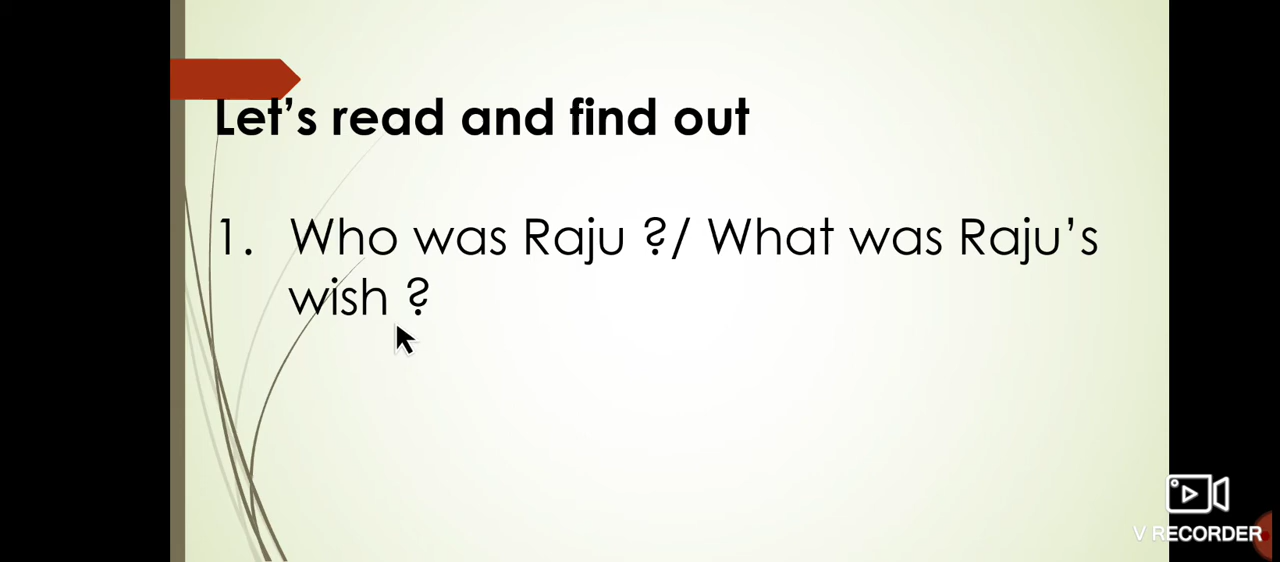 Let's read and find out
1. Who was Raju ?/ What was Raju's
wish ?
V RECORDER